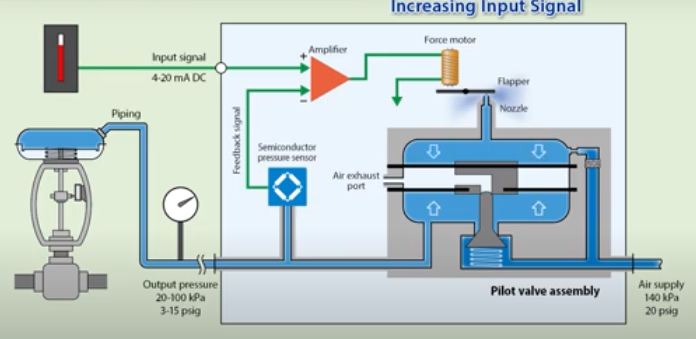 Increasing Input Signal
Input signal
4-20 mA DC
+
Amplifier
−
Force motor
Flapper
Nozzle
Piping
Feedback signal
Semiconductor
pressure sensor
Air exhaust
port
Output pressure
20-100 kPa
3-15 psig
Pilot valve assembly
Air supply
140 kPa
20 psig